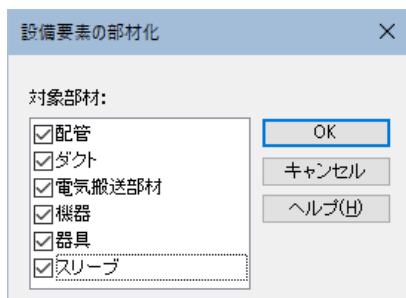 設備要素の部材化
対象部材:
配管
ダクト
電気搬送部材
機器
器具
スリーブ
OK
キャンセル
ヘルプ(H)